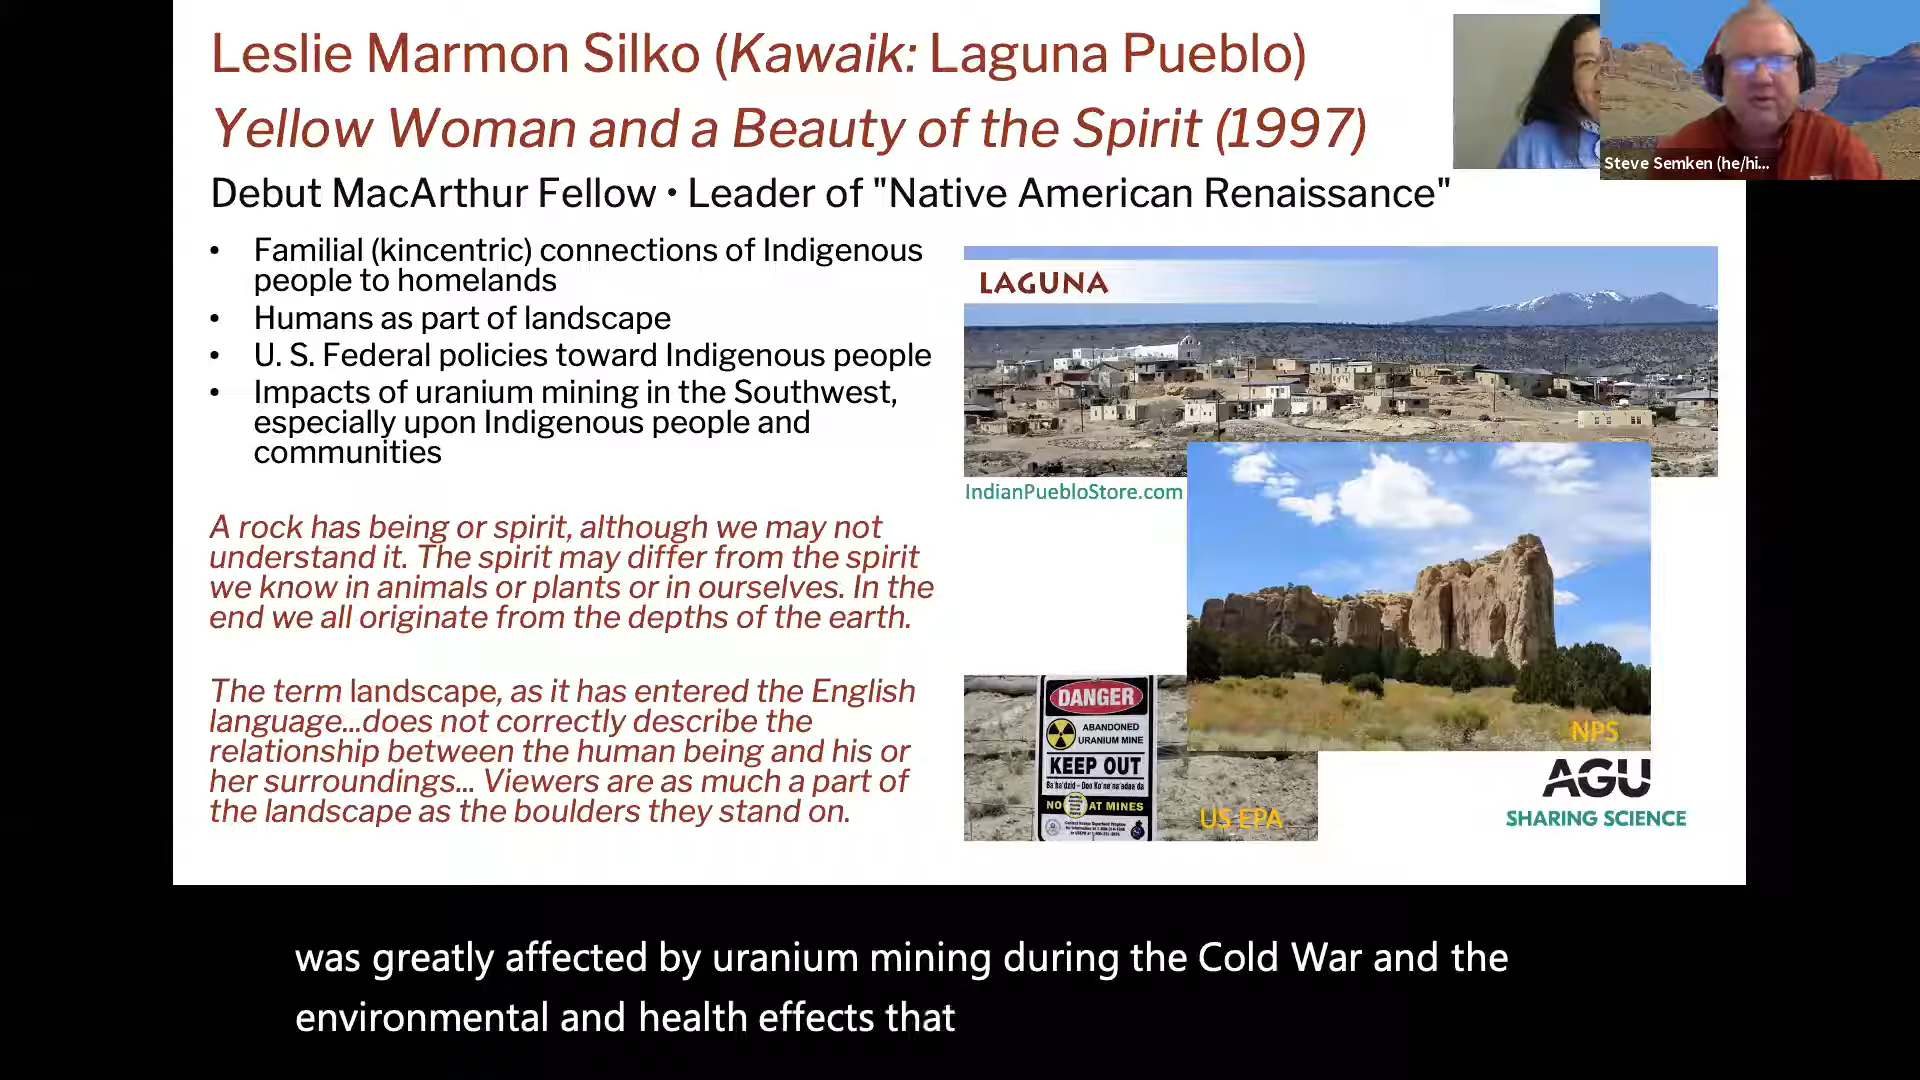 Leslie Marmon Silko (Kawaik: Laguna Pueblo)
Yellow Woman and a Beauty of the Spirit (1997)
Debut MacArthur Fellow • Leader of "Native American Renaissance"
Steve Semken (he/hi...
• Familial (kincentric) connections of Indigenous
people to homelands
• Humans as part of landscape
• U. S. Federal policies toward Indigenous people
• Impacts of uranium mining in the Southwest,
especially upon Indigenous people and
communities
A rock has being or spirit, although we may not
understand it. The spirit may differ from the spirit
we know in animals or plants or in ourselves. In the
end we all originate from the depths of the earth.
The term landscape, as it has entered the English
language...does not correctly describe the
relationship between the human being and his or
her surroundings... Viewers are as much a part of
the landscape as the boulders they stand on.
LAGUNA
IndianPuebloStore.com
NPS
DANGER
ABANDONED
URANIUM MINE
KEEP OUT
NO AT MINES
US EPA
AGU
SHARING SCIENCE
was greatly affected by uranium mining during the Cold War and the
environmental and health effects that